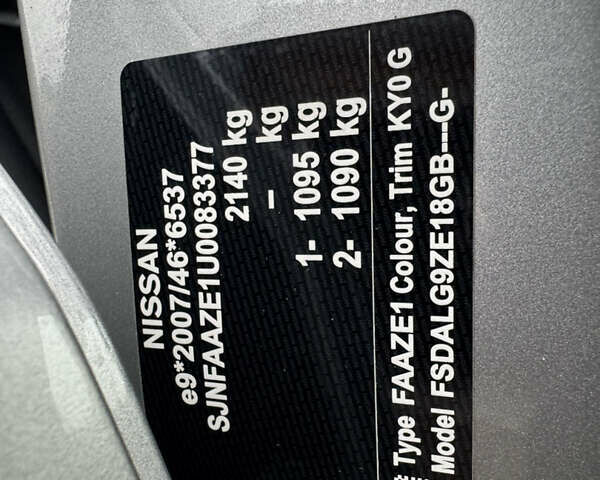 NISSAN
e9*2007/46*6537
SJNFAAZE1U0083377
2140 kg
– kg
1- 1095 kg
2- 1090 kg
Type FAAZE1 Colour, Trim KY0 G
Model FSDALG9ZE18GB---G-